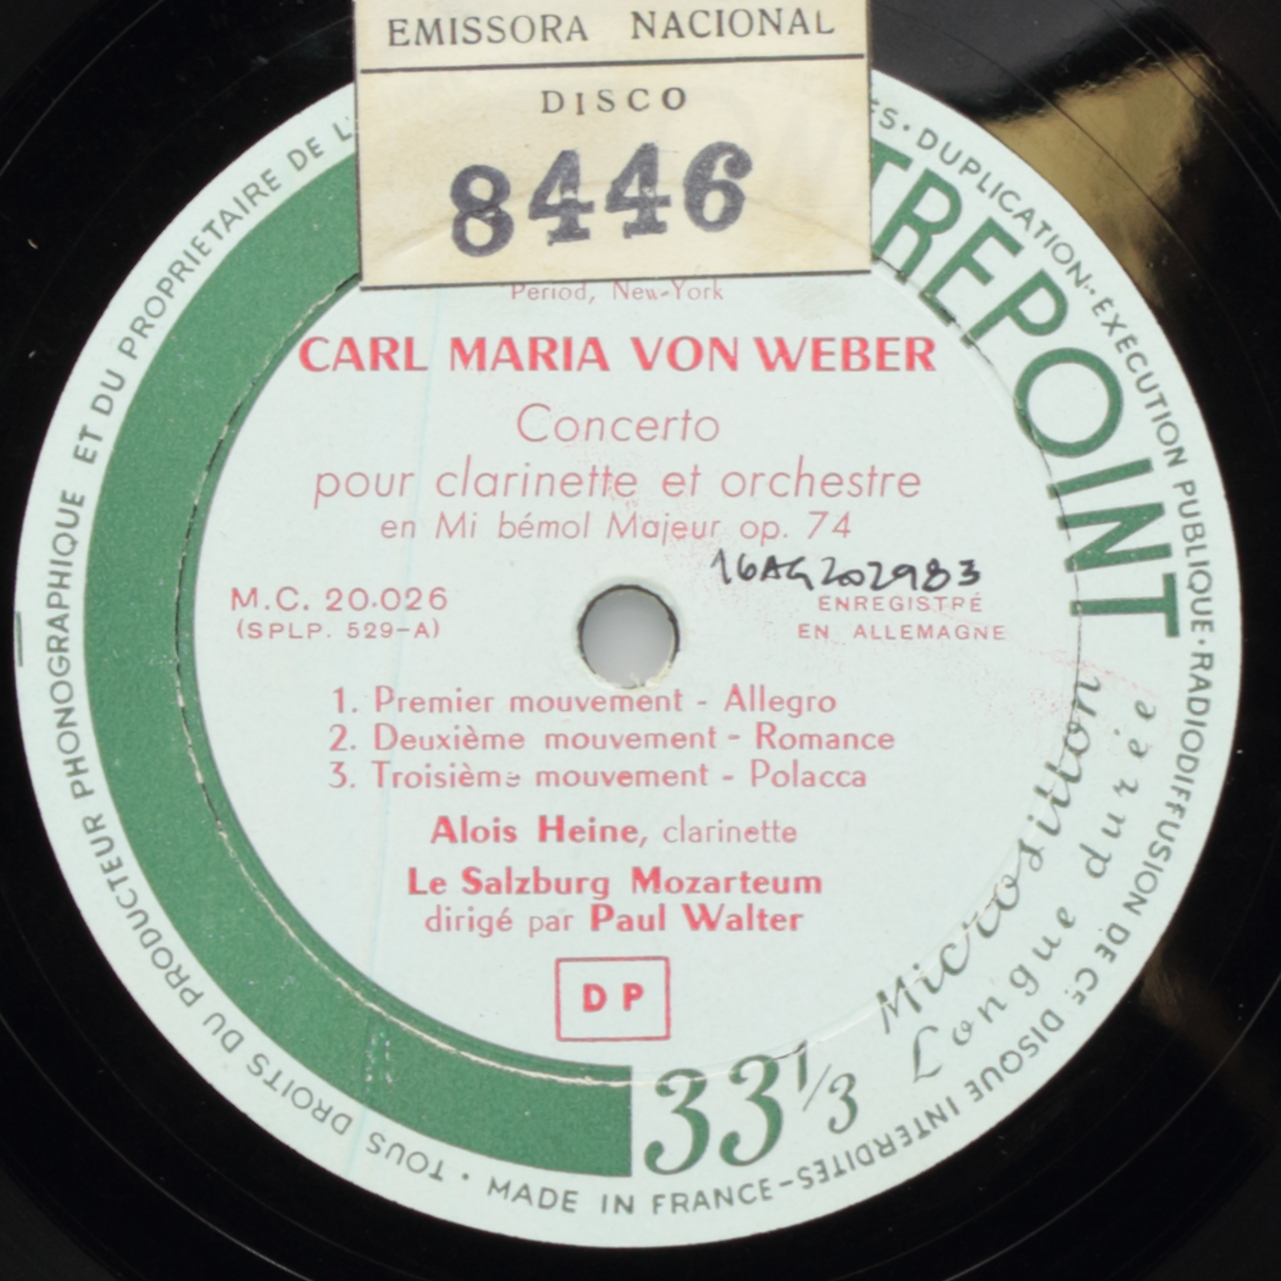 EMISSORA NACIONAL
DISCO
8446
Period, New-York
CARL MARIA VON WEBER
Concerto
pour clarinette et orchestre
en Mi bémol Majeur op. 74
16AG202983
M.C. 20.026
(SPLP. 529-A)
ENREGISTRÉ
EN ALLEMAGNE
1. Premier mouvement - Allegro
2. Deuxième mouvement - Romance
3. Troisième mouvement - Polacca
Alois Heine, clarinette
Le Salzburg Mozarteum
dirigé par Paul Walter
DP
TREPOINT
33 1/3
Microsillon
Longue durée
TOUS DROITS DU PRODUCTEUR PHONOGRAPHIQUE ET DU PROPRIETAIRE DE L'
ÉS · DUPLICATION · EXÉCUTION PUBLIQUE · RADIODIFFUSION DE CE DISQUE INTERDITES - MADE IN FRANCE ·